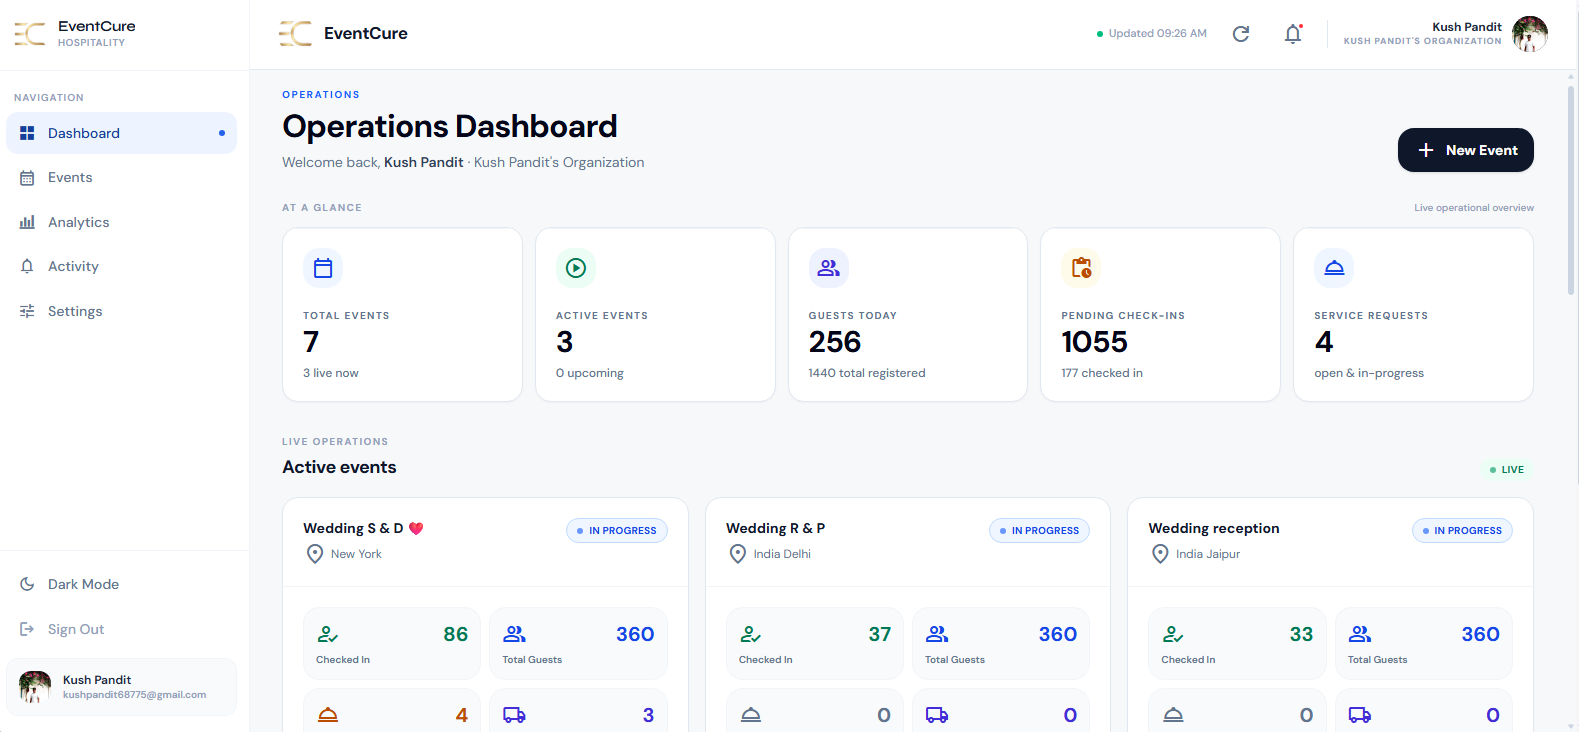 EventCure
HOSPITALITY
NAVIGATION
Dashboard
Events
Analytics
Activity
Settings
Dark Mode
Sign Out
Kush Pandit
kushpandit68775@gmail.com
EventCure
Updated 09:26 AM
Kush Pandit
KUSH PANDIT'S ORGANIZATION
OPERATIONS
Operations Dashboard
Welcome back, Kush Pandit · Kush Pandit's Organization
New Event
AT A GLANCE
Live operational overview
TOTAL EVENTS
7
3 live now
ACTIVE EVENTS
3
0 upcoming
GUESTS TODAY
256
1440 total registered
PENDING CHECK-INS
1055
177 checked in
SERVICE REQUESTS
4
open & in-progress
LIVE OPERATIONS
Active events
LIVE
Wedding S & D ❤️
IN PROGRESS
New York
86
Checked In
360
Total Guests
4
3
Wedding R & P
IN PROGRESS
India Delhi
37
Checked In
360
Total Guests
0
0
Wedding reception
IN PROGRESS
India Jaipur
33
Checked In
360
Total Guests
0
0